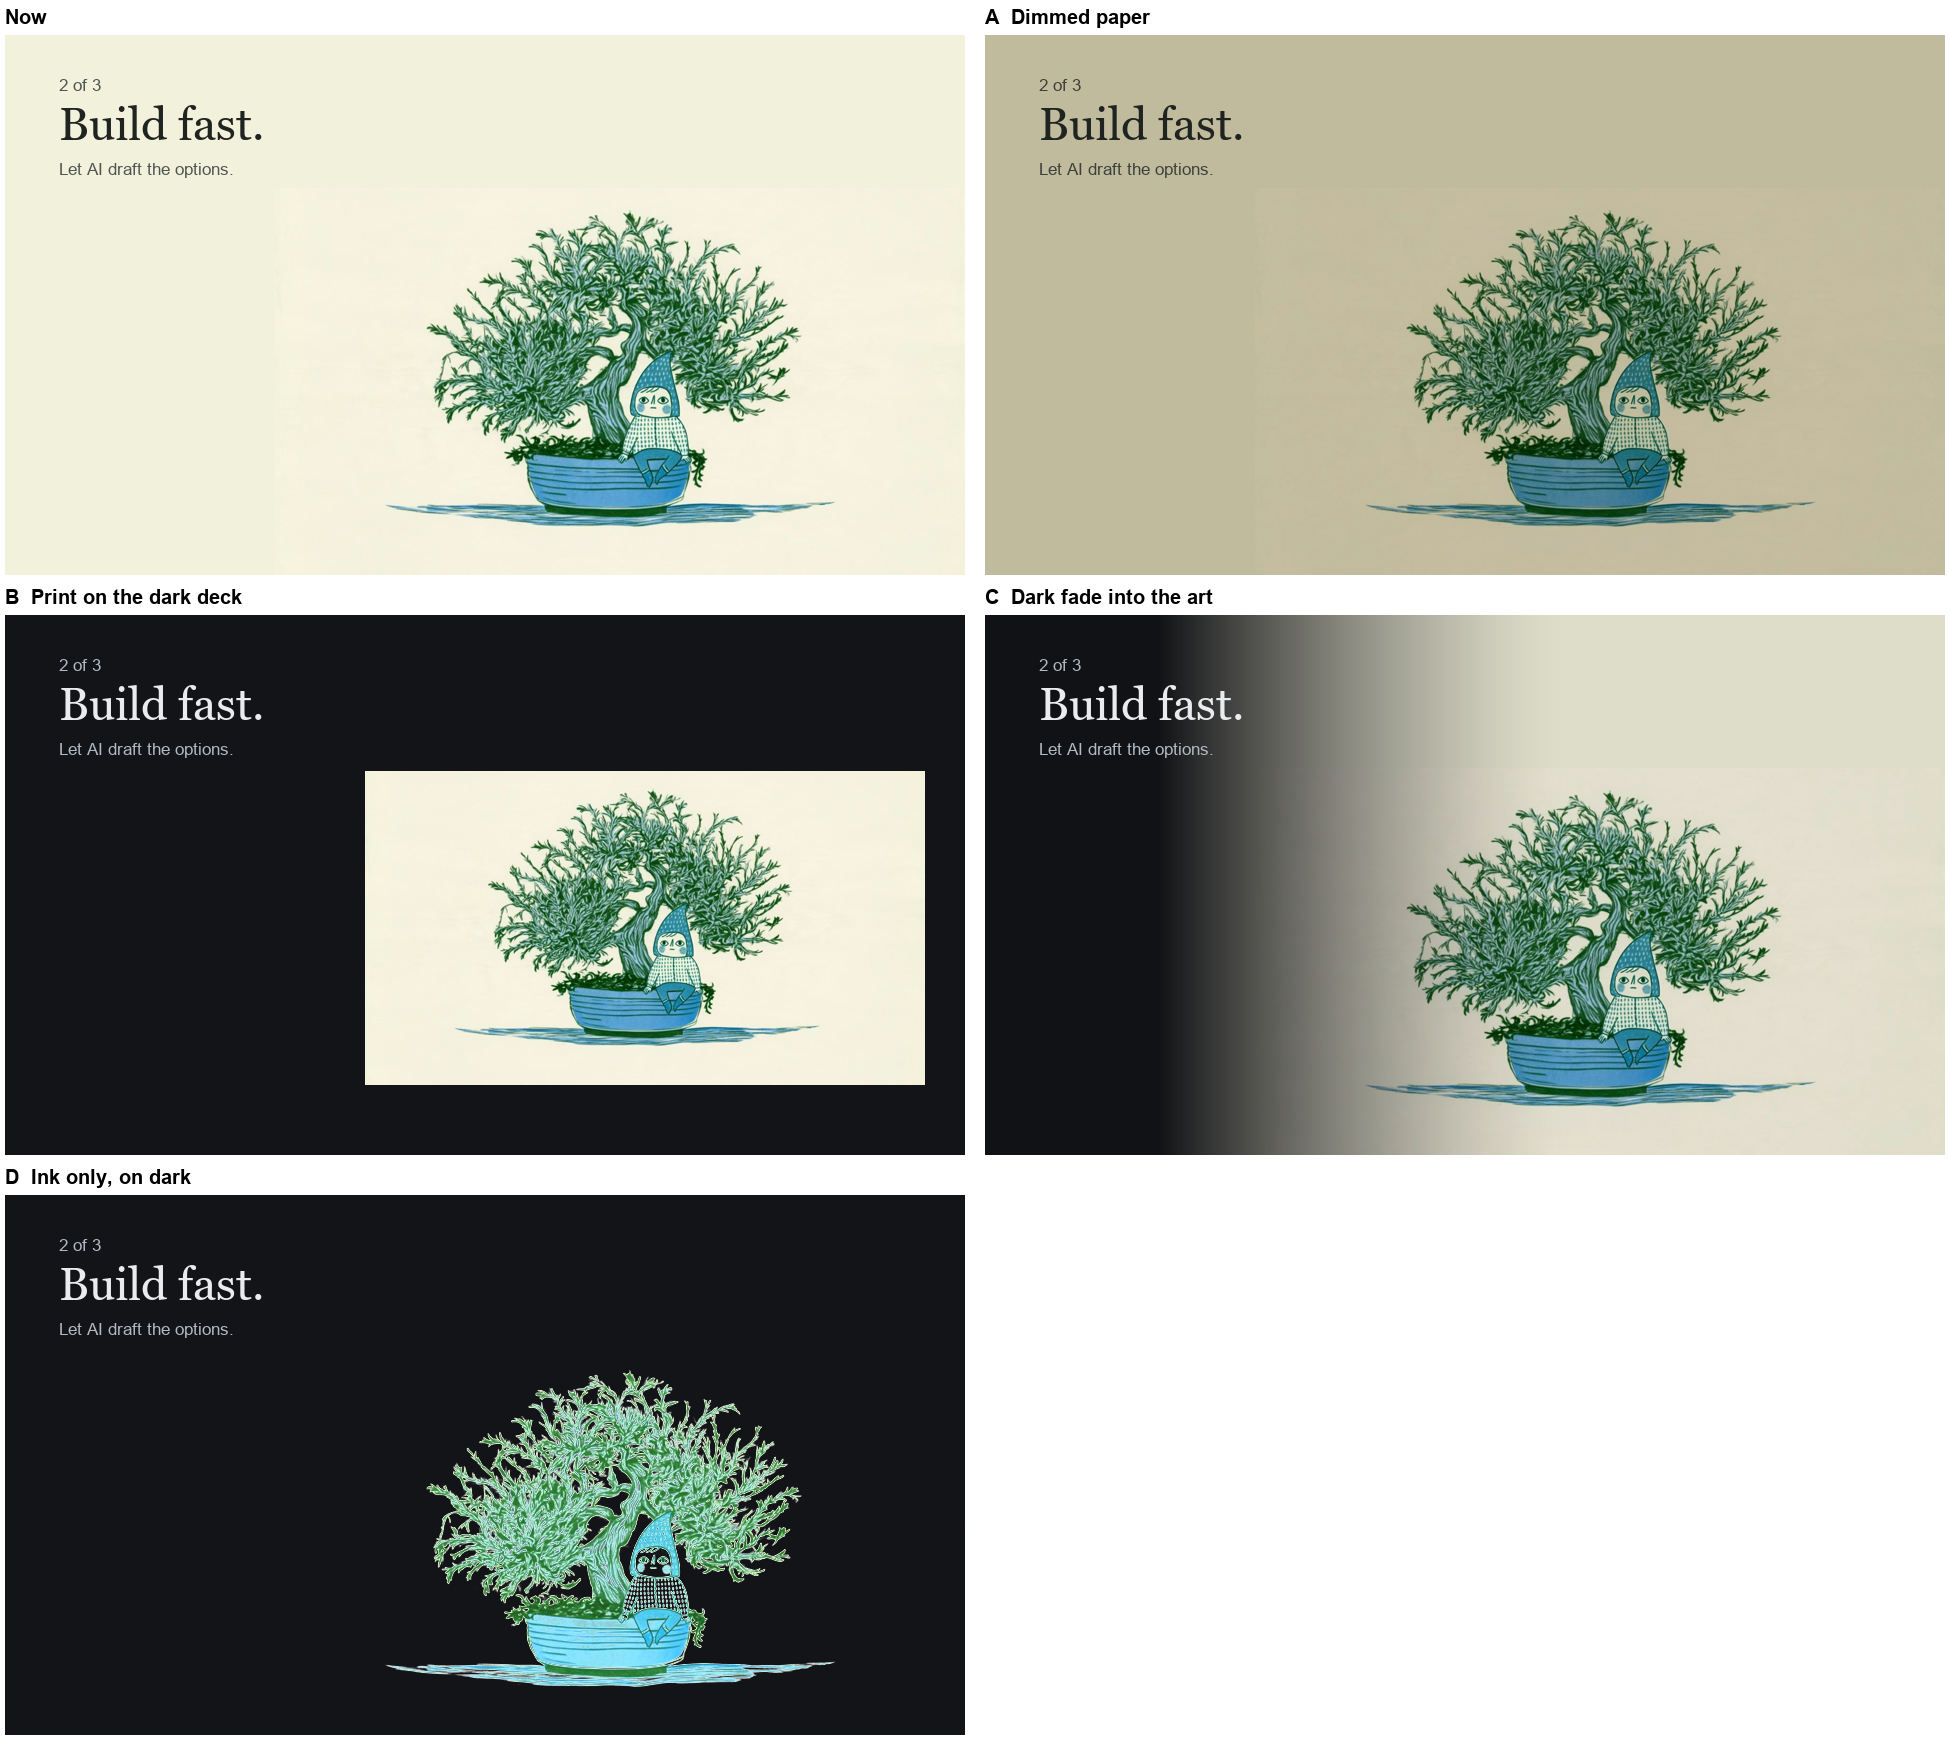 Now
2 of 3
Build fast.
Let AI draft the options.
A Dimmed paper
2 of 3
Build fast.
Let AI draft the options.
B Print on the dark deck
2 of 3
Build fast.
Let AI draft the options.
C Dark fade into the art
2 of 3
Build fast.
Let AI draft the options.
D Ink only, on dark
2 of 3
Build fast.
Let AI draft the options.